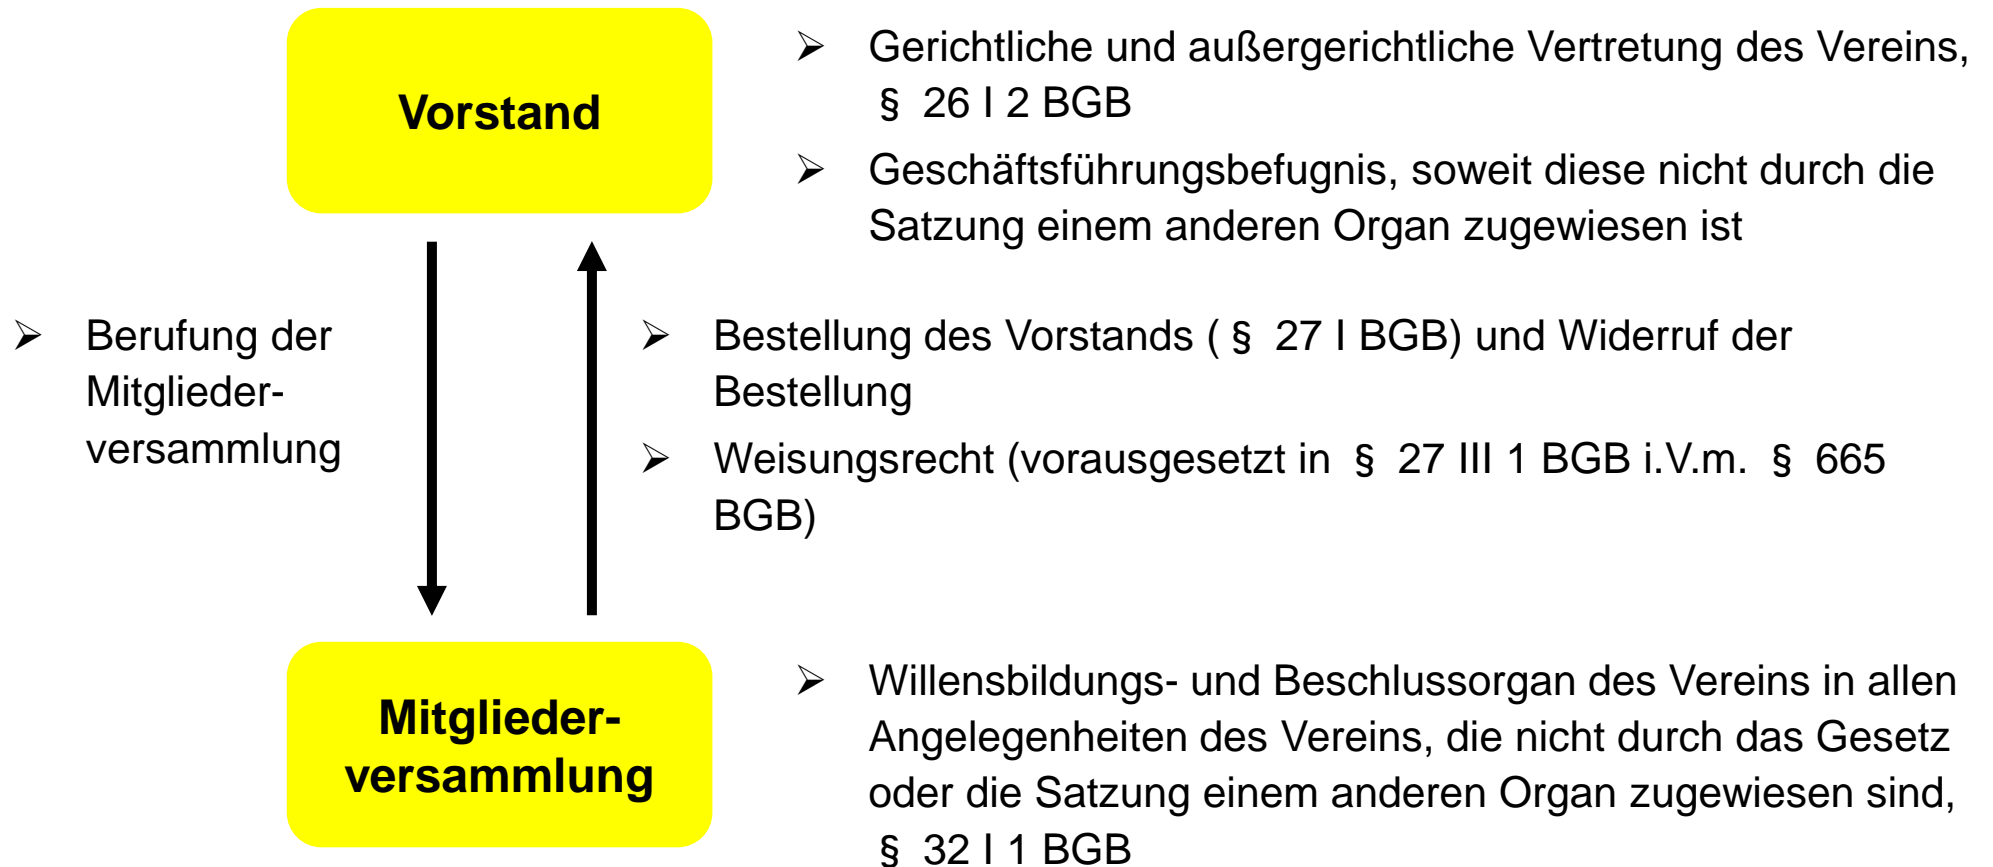 Vorstand
➢ Gerichtliche und außergerichtliche Vertretung des Vereins,
§ 26 I 2 BGB
➢ Geschäftsführungsbefugnis, soweit diese nicht durch die
Satzung einem anderen Organ zugewiesen ist
➢ Berufung der
Mitglieder-
versammlung
➢ Bestellung des Vorstands ( § 27 I BGB) und Widerruf der
Bestellung
➢ Weisungsrecht (vorausgesetzt in § 27 III 1 BGB i.V.m. § 665
BGB)
Mitglieder-
versammlung
➢ Willensbildungs- und Beschlussorgan des Vereins in allen
Angelegenheiten des Vereins, die nicht durch das Gesetz
oder die Satzung einem anderen Organ zugewiesen sind,
§ 32 I 1 BGB